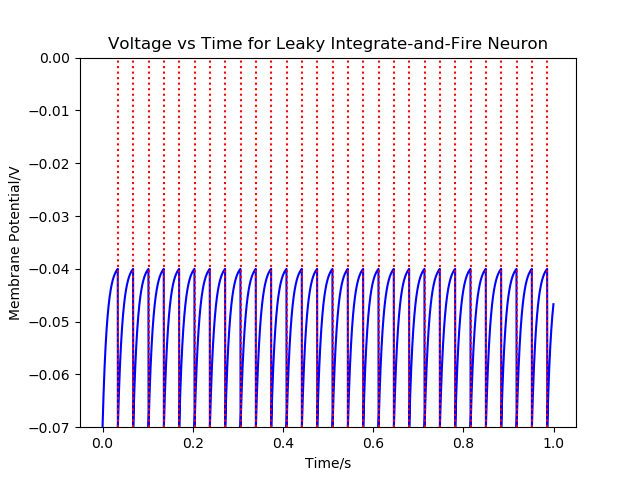 Voltage vs Time for Leaky Integrate-and-Fire Neuron
0.00
−0.01
−0.02
−0.03
−0.04
−0.05
−0.06
−0.07
Membrane Potential/V
0.0 0.2 0.4 0.6 0.8 1.0
Time/s